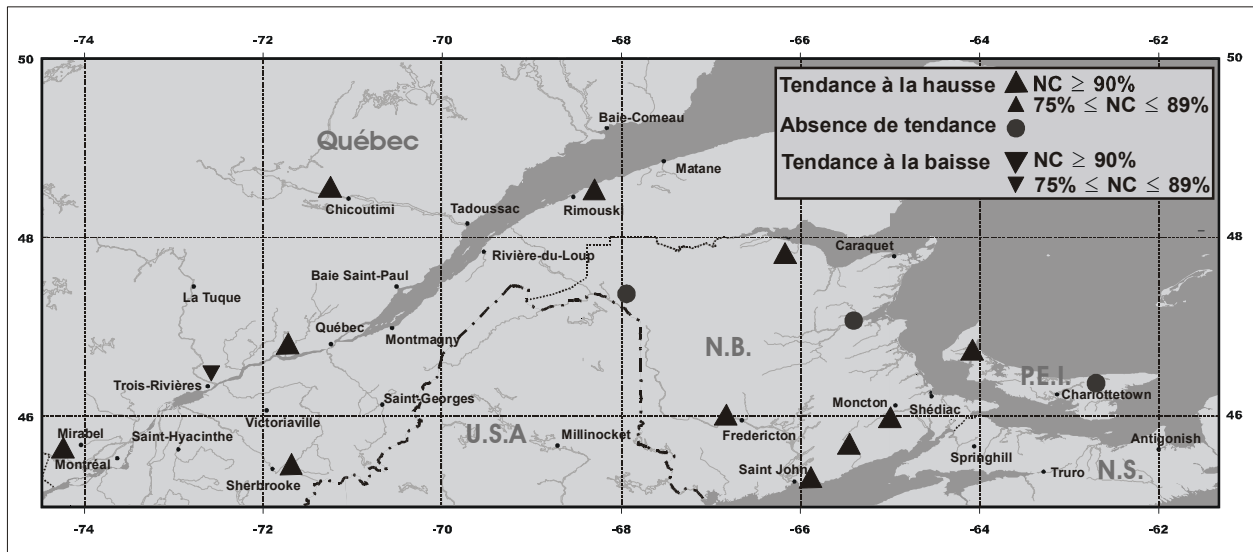 -74 -72 -70 -68 -66 -64 -62
50 50
Tendance à la hausse NC ≥ 90%
75% ≤ NC ≤ 89%
Absence de tendance
Tendance à la baisse NC ≥ 90%
75% ≤ NC ≤ 89%
Baie-Comeau
Québec
Matane
Chicoutimi
Rimouski
Tadoussac
48 48
Caraquet
Rivière-du-Loup
Baie Saint-Paul
La Tuque
Québec
Montmagny
N.B.
Trois-Rivières
P.E.I.
Charlottetown
Saint-Georges
Moncton
Shédiac
46 46
Victoriaville
Mirabel
Saint-Hyacinthe
U.S.A
Millinocket
Fredericton
Antigonish
Montréal
Springhill
Sherbrooke
Saint John
Truro
N.S.
-74 -72 -70 -68 -66 -64 -62